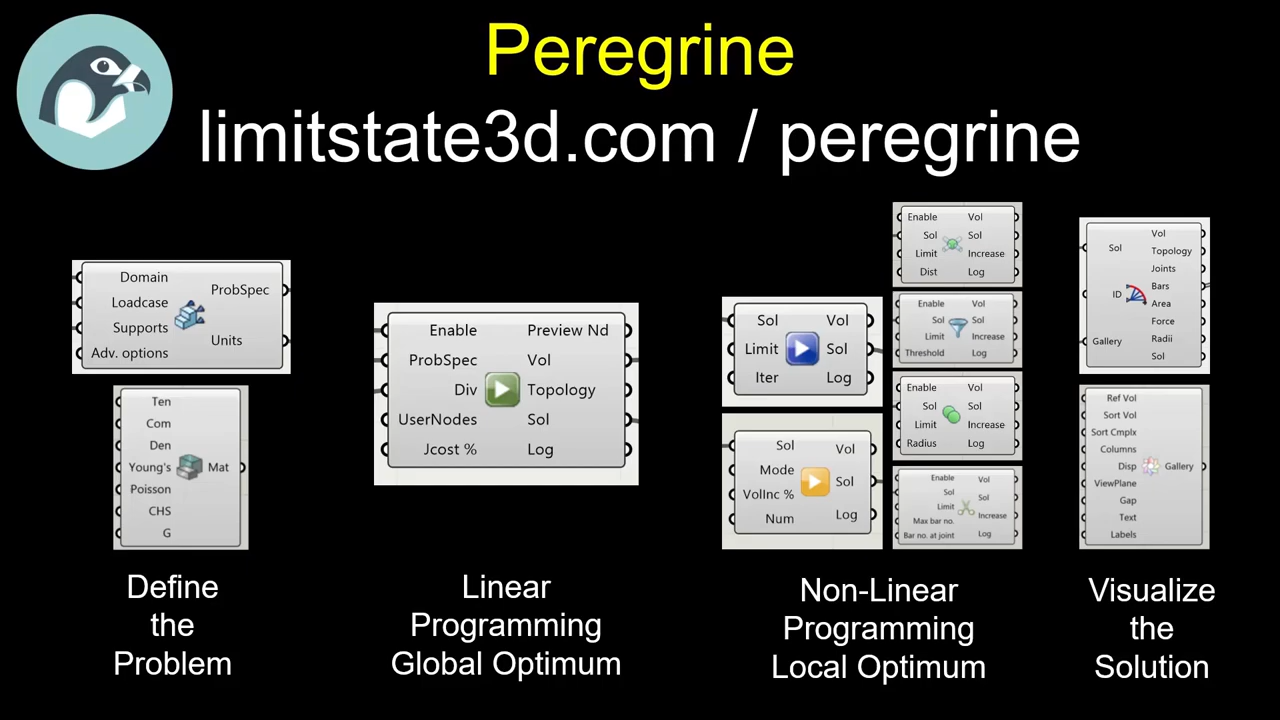 Peregrine
limitstate3d.com / peregrine
Domain
Loadcase
Supports
Adv. options
ProbSpec
Units
Ten
Com
Den
Young's
Poisson
CHS
G
Mat
Define
the
Problem
Enable
ProbSpec
Div
UserNodes
Jcost %
Preview Nd
Vol
Topology
Sol
Log
Linear
Programming
Global Optimum
Sol
Limit
Iter
Vol
Sol
Log
Sol
Mode
VolInc %
Num
Vol
Sol
Log
Enable
Sol
Limit
Dist
Vol
Sol
Increase
Log
Enable
Sol
Limit
Threshold
Vol
Sol
Increase
Log
Enable
Sol
Limit
Radius
Vol
Sol
Increase
Log
Enable
Sol
Limit
Max bar no.
Bar no. at joint
Vol
Sol
Increase
Log
Non-Linear
Programming
Local Optimum
Sol
ID
Gallery
Vol
Topology
Joints
Bars
Area
Force
Radii
Sol
Ref Vol
Sort Vol
Sort Cmplx
Columns
Disp
ViewPlane
Gap
Text
Labels
Gallery
Visualize
the
Solution